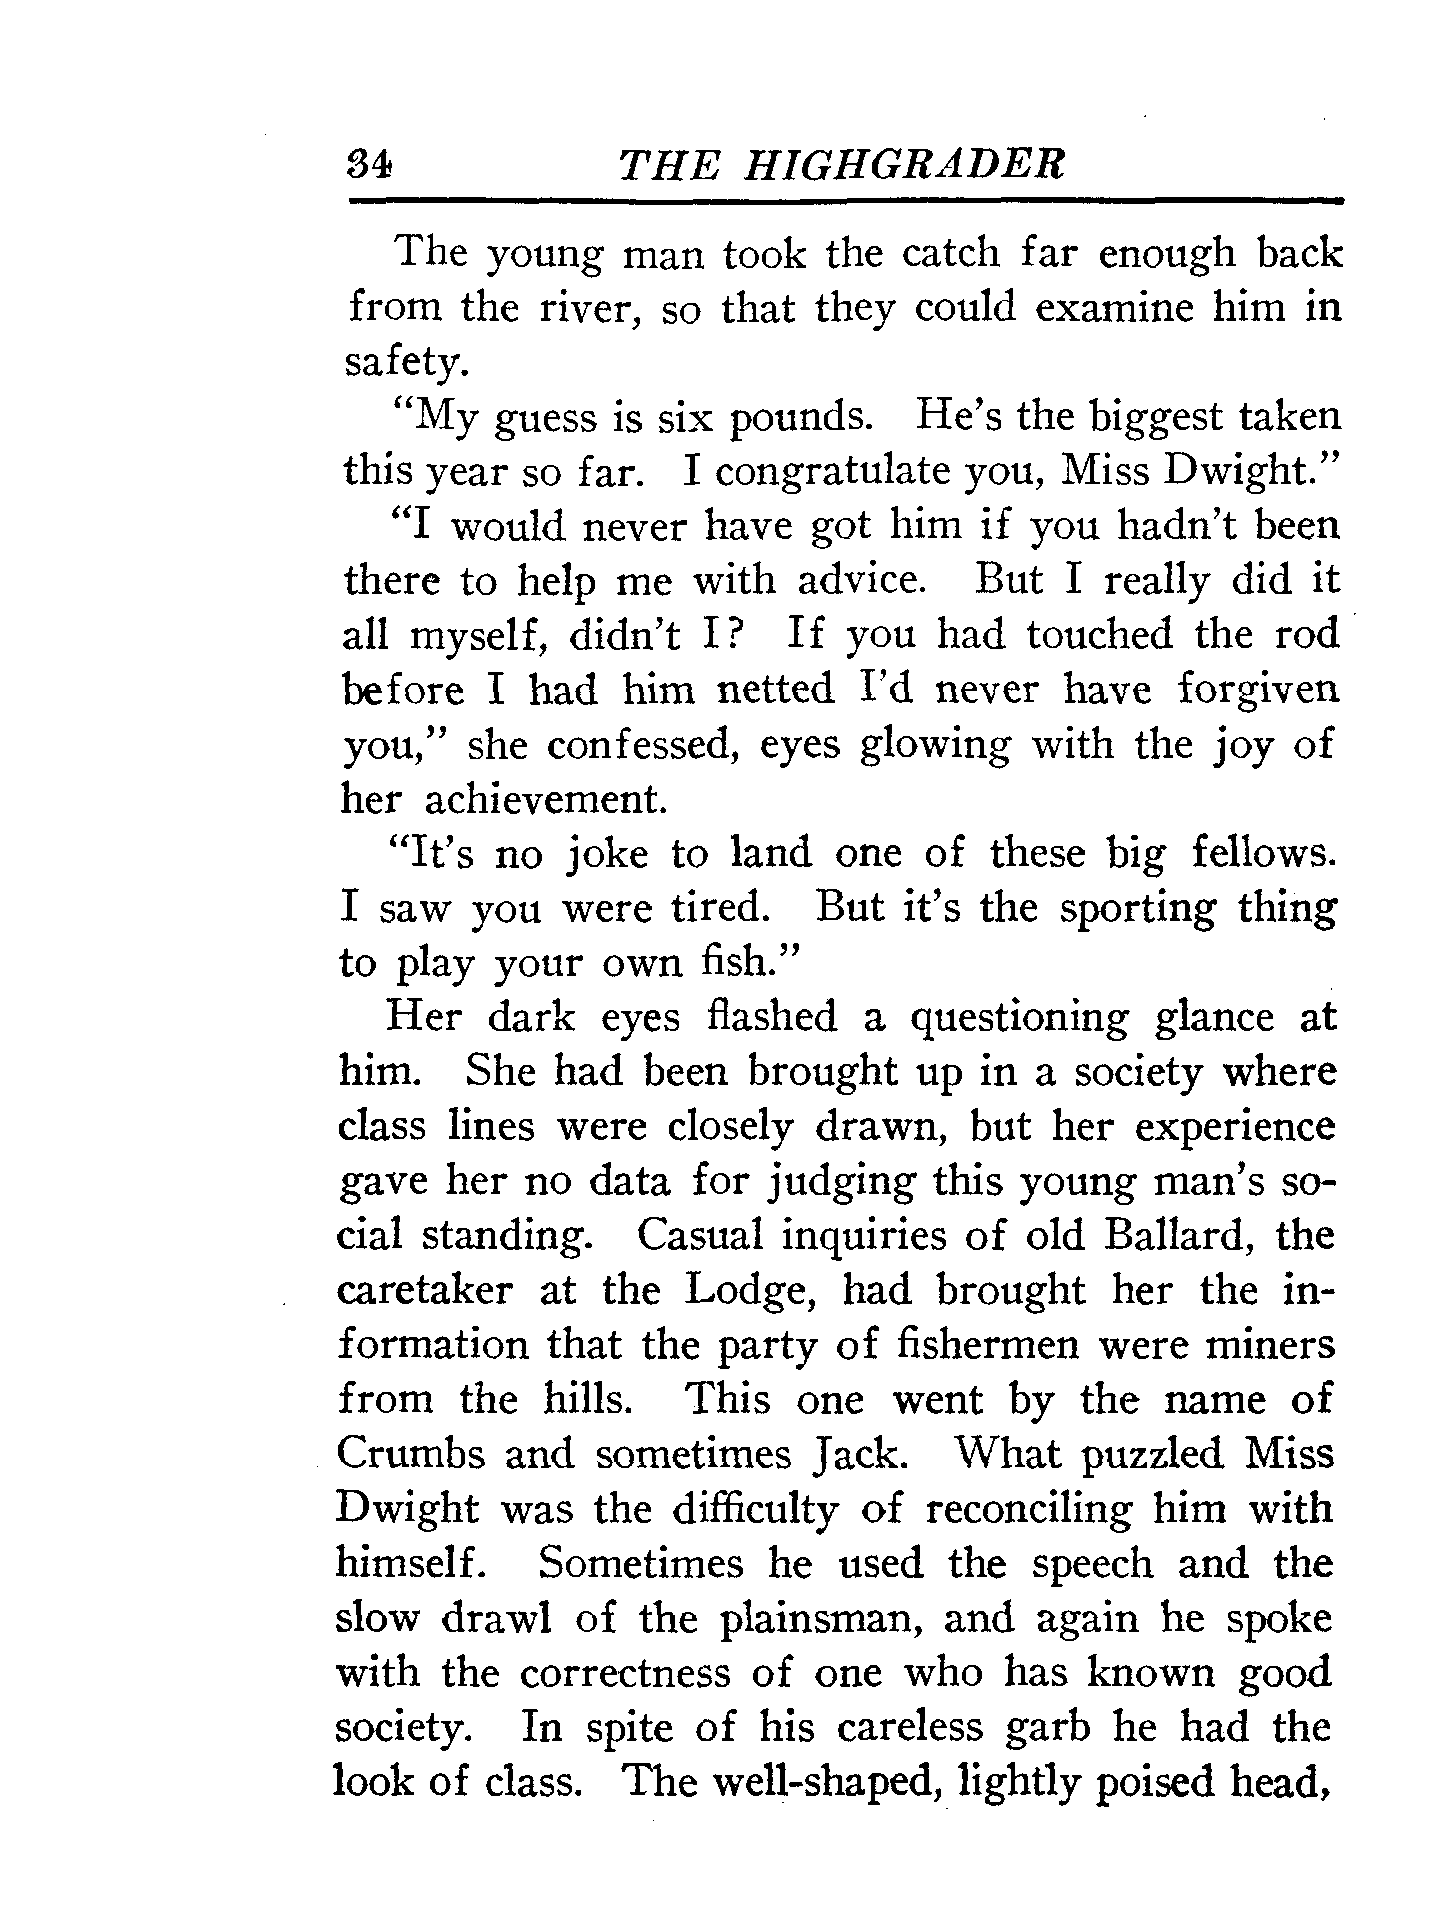 34 THE HIGHGRADER
The young man took the catch far enough back
from the river, so that they could examine him in
safety.
“My guess is six pounds. He’s the biggest taken
this year so far. I congratulate you, Miss Dwight.”
“I would never have got him if you hadn’t been
there to help me with advice. But I really did it
all myself, didn’t I? If you had touched the rod
before I had him netted I’d never have forgiven
you,” she confessed, eyes glowing with the joy of
her achievement.
“It’s no joke to land one of these big fellows.
I saw you were tired. But it’s the sporting thing
to play your own fish.”
Her dark eyes flashed a questioning glance at
him. She had been brought up in a society where
class lines were closely drawn, but her experience
gave her no data for judging this young man’s so-
cial standing. Casual inquiries of old Ballard, the
caretaker at the Lodge, had brought her the in-
formation that the party of fishermen were miners
from the hills. This one went by the name of
Crumbs and sometimes Jack. What puzzled Miss
Dwight was the difficulty of reconciling him with
himself. Sometimes he used the speech and the
slow drawl of the plainsman, and again he spoke
with the correctness of one who has known good
society. In spite of his careless garb he had the
look of class. The well-shaped, lightly poised head,